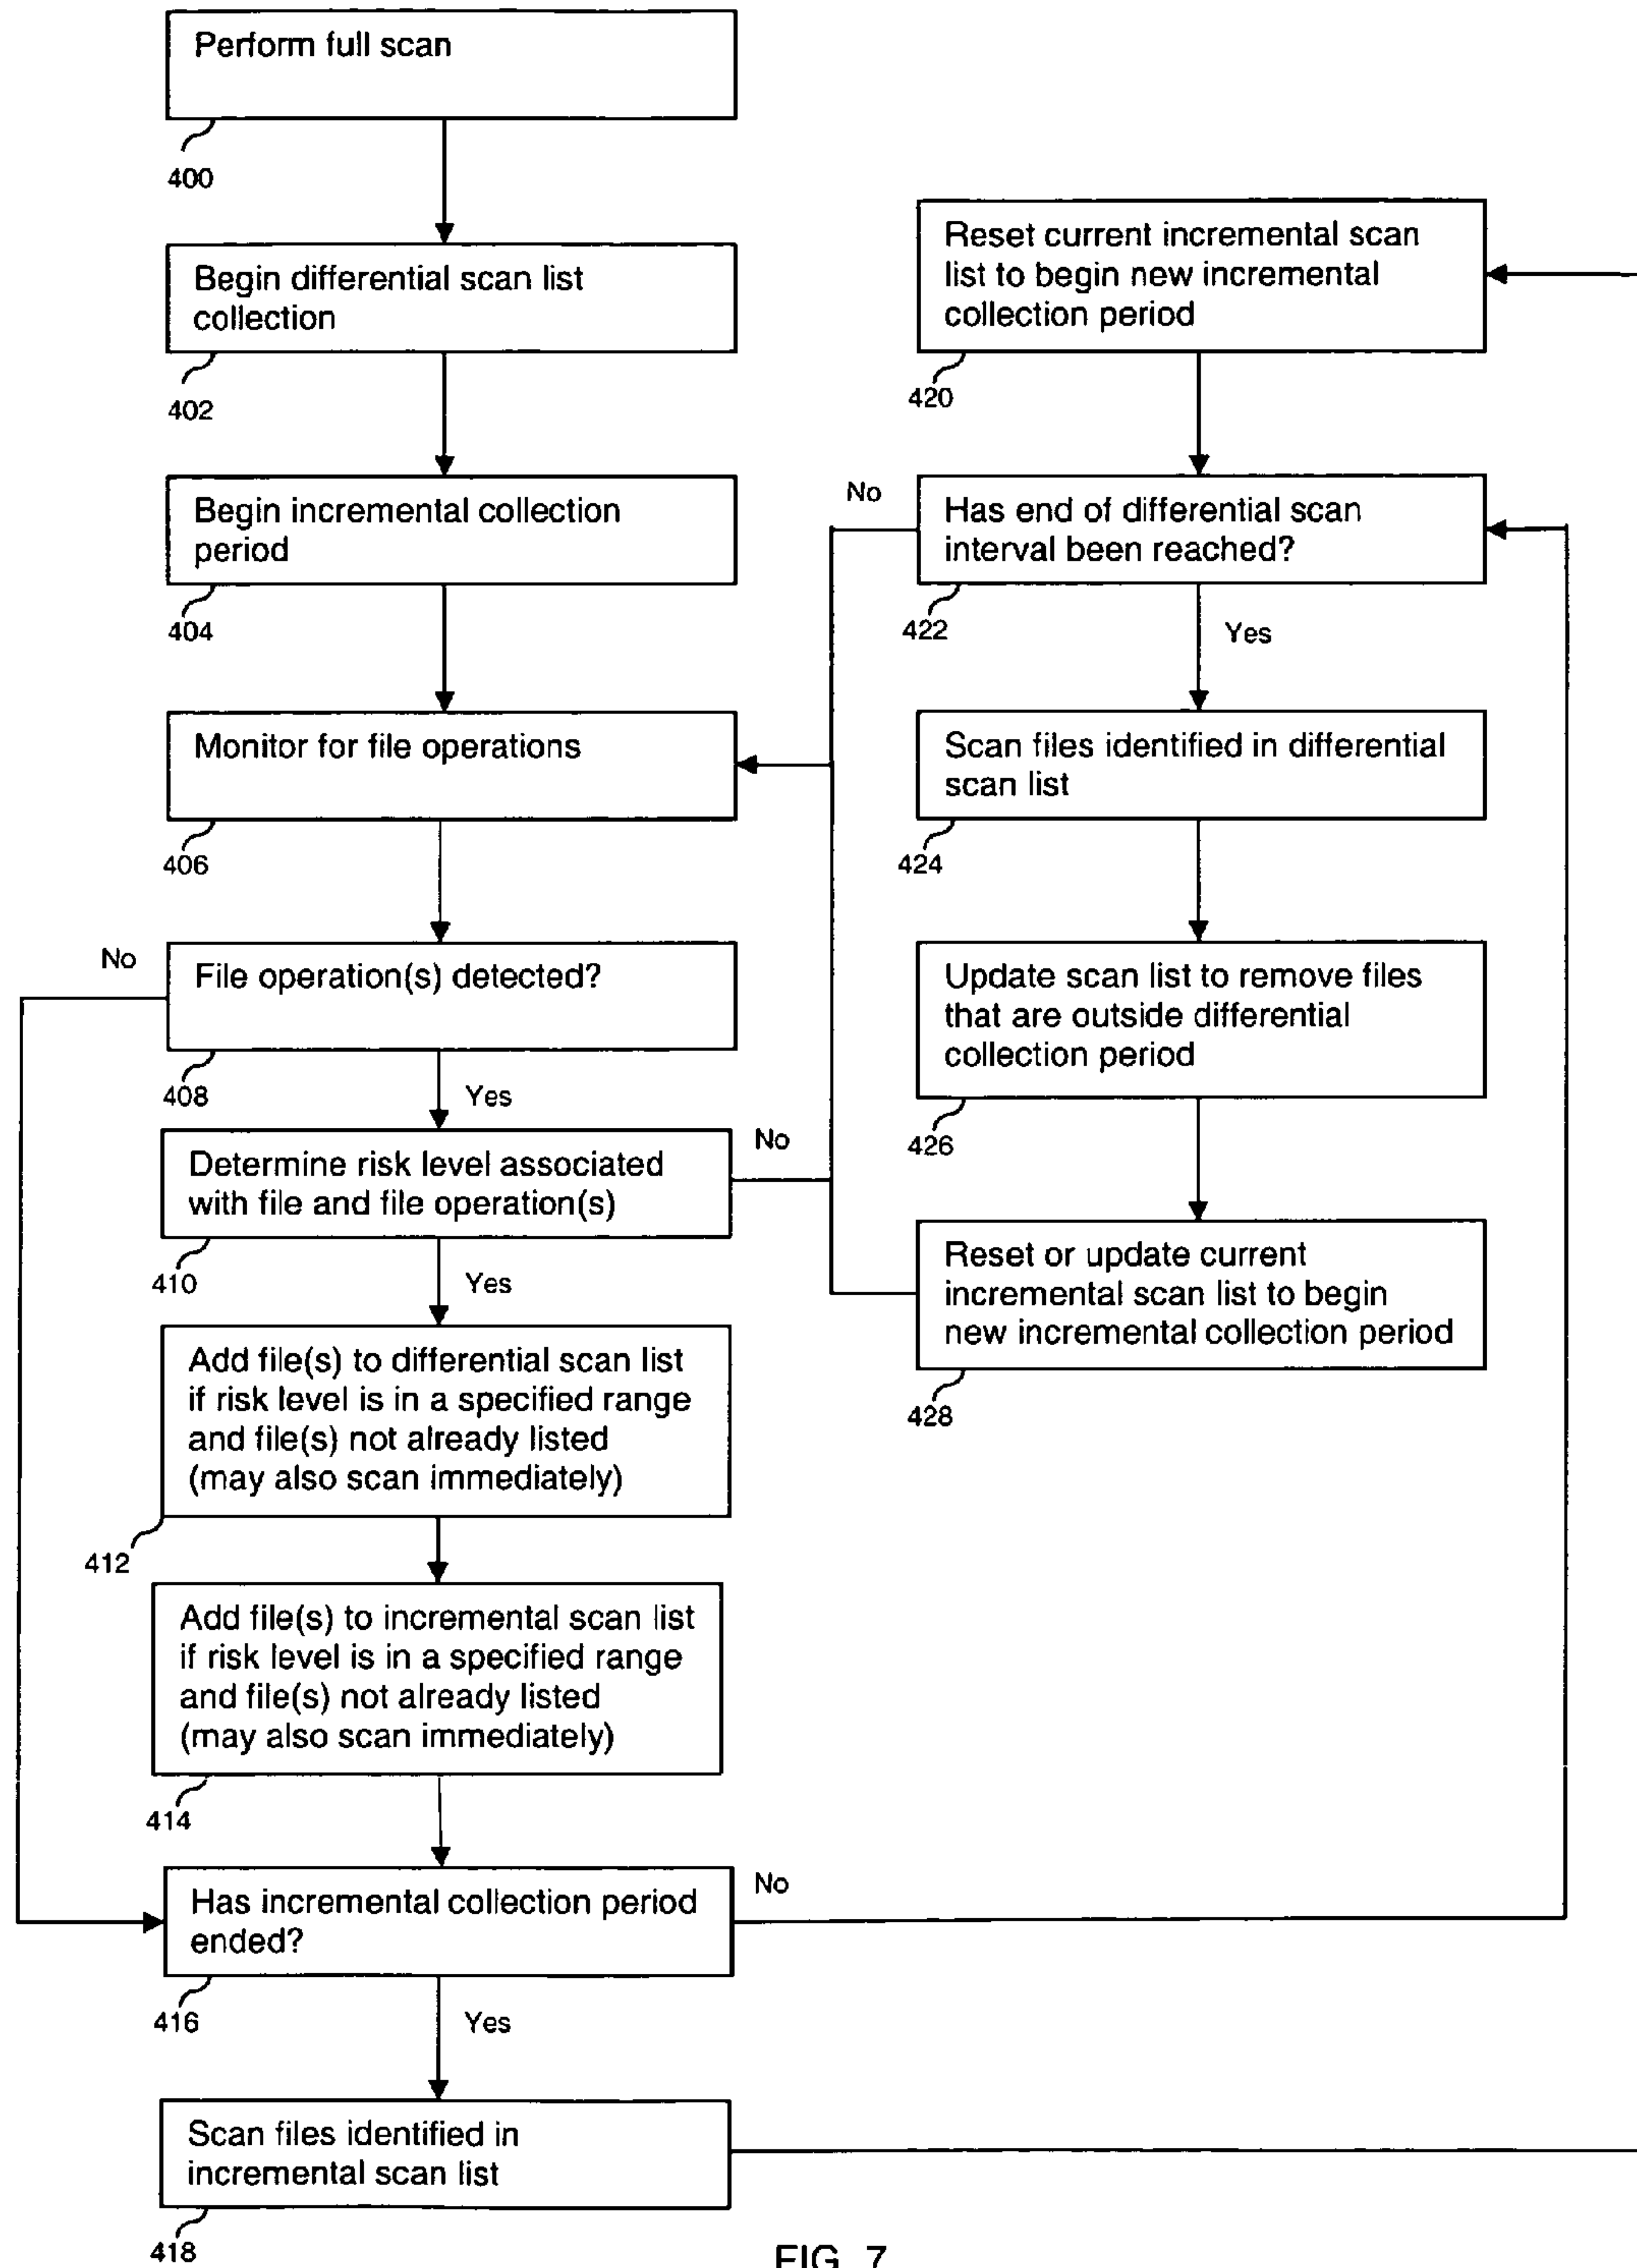 Perform full scan
400
Begin differential scan list
collection
402
Begin incremental collection
period
404
Monitor for file operations
406
No
File operation(s) detected?
408
Yes
Determine risk level associated
with file and file operation(s)
No
410
Yes
Add file(s) to differential scan list
if risk level is in a specified range
and file(s) not already listed
(may also scan immediately)
412
Add file(s) to incremental scan list
if risk level is in a specified range
and file(s) not already listed
(may also scan immediately)
414
Has incremental collection period
ended?
No
416
Yes
Scan files identified in
incremental scan list
418
Reset current incremental scan
list to begin new incremental
collection period
420
No
Has end of differential scan
interval been reached?
422
Yes
Scan files identified in differential
scan list
424
Update scan list to remove files
that are outside differential
collection period
426
Reset or update current
incremental scan list to begin
new incremental collection period
428
FIG. 7